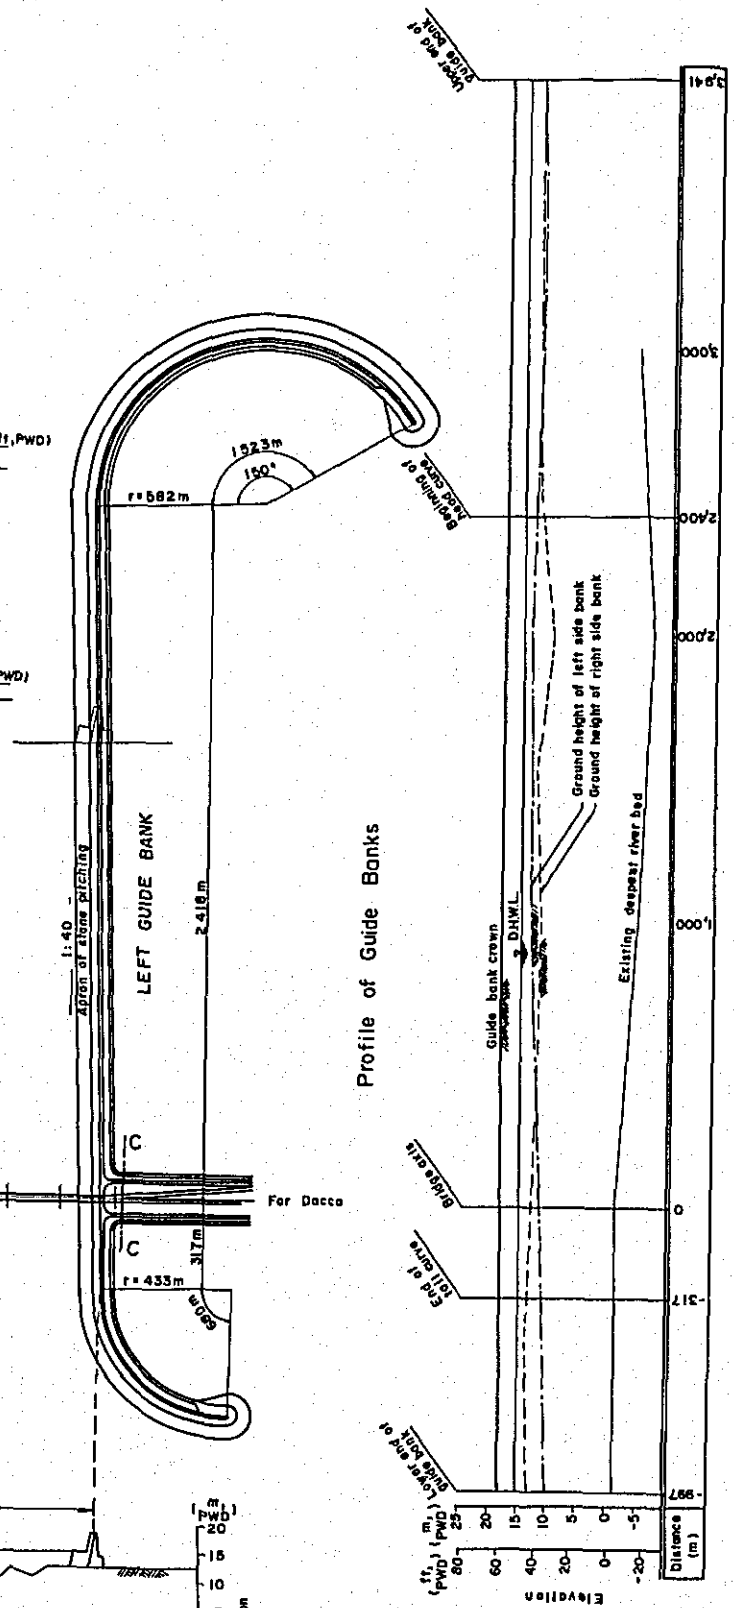 Upper end of
guide bank
3,941
3,000
ft, PWD)
1523m
150°
r=582m
Beginning of
head curve
2,400
Ground height of left side bank
Ground height of right side bank
2,000
PWD)
1:40
Apron of stone pitching
LEFT GUIDE BANK
2.418m
Profile of Guide Banks
Guide bank crown
D.H.W.L.
Existing deepest river bed
1,000
C
For Dacca
C
317m
r=433m
680m
Bridge axis
0
End of
tail curve
-317
Lower end of
guide bank
-997
(m, PWD)
25
20
15
10
5
0
-5
(ft, PWD)
80
60
40
20
0
-20
Elevation
Distance
(m)
(m, PWD)
20
15
10